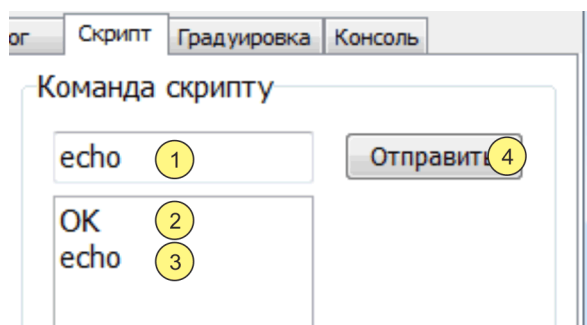 ог Скрипт Градуировка Консоль
Команда скрипту
echo 1 Отправить 4
OK 2
echo 3